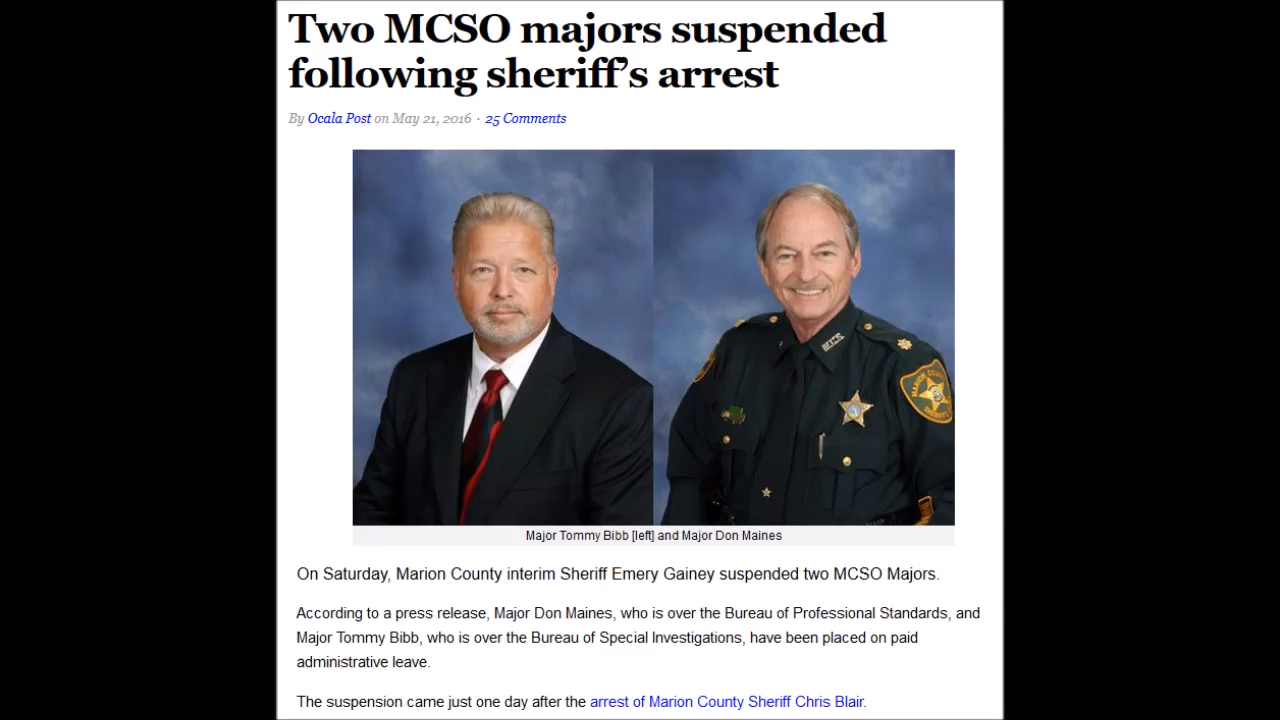 Two MCSO majors suspended
following sheriff’s arrest
By Ocala Post on May 21, 2016 · 25 Comments
MCS
MARION COUNTY
SHERIFF
Major Tommy Bibb [left] and Major Don Maines
On Saturday, Marion County interim Sheriff Emery Gainey suspended two MCSO Majors.
According to a press release, Major Don Maines, who is over the Bureau of Professional Standards, and
Major Tommy Bibb, who is over the Bureau of Special Investigations, have been placed on paid
administrative leave.
The suspension came just one day after the arrest of Marion County Sheriff Chris Blair.